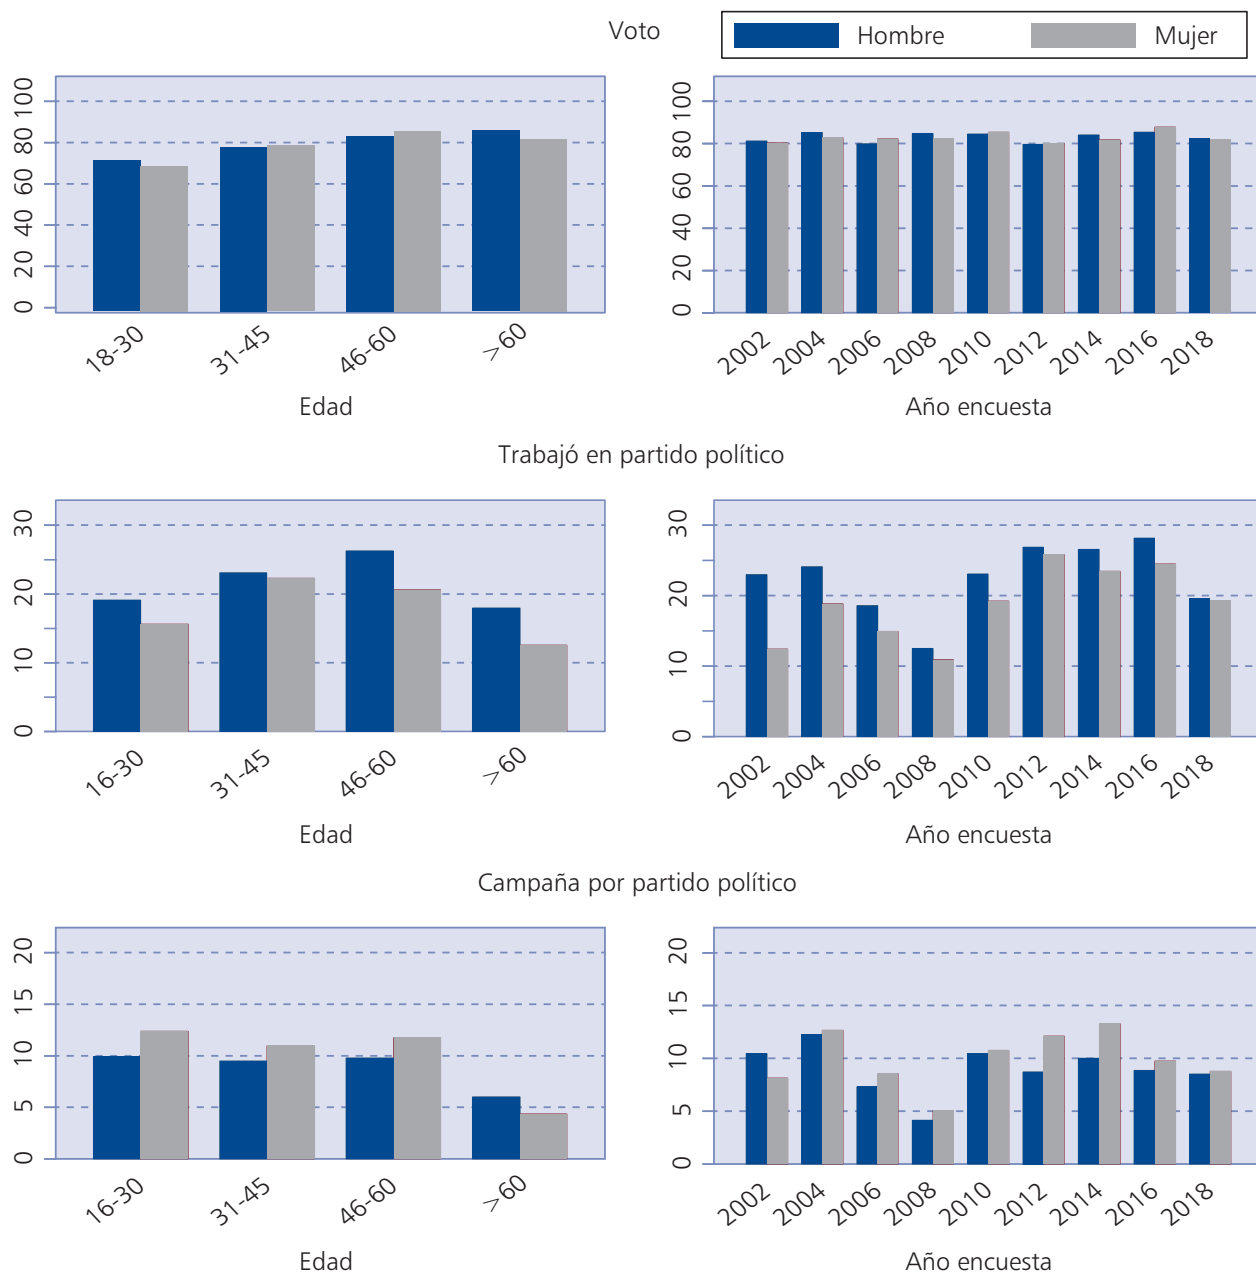 Voto
Hombre Mujer
0 20 40 60 80 100
18-30 31-45 46-60 >60
Edad
0 20 40 60 80 100
2002 2004 2006 2008 2010 2012 2014 2016 2018
Año encuesta
Trabajó en partido político
0 10 20 30
16-30 31-45 46-60 >60
Edad
0 10 20 30
2002 2004 2006 2008 2010 2012 2014 2016 2018
Año encuesta
Campaña por partido político
0 5 10 15 20
16-30 31-45 46-60 >60
Edad
0 5 10 15 20
2002 2004 2006 2008 2010 2012 2014 2016 2018
Año encuesta